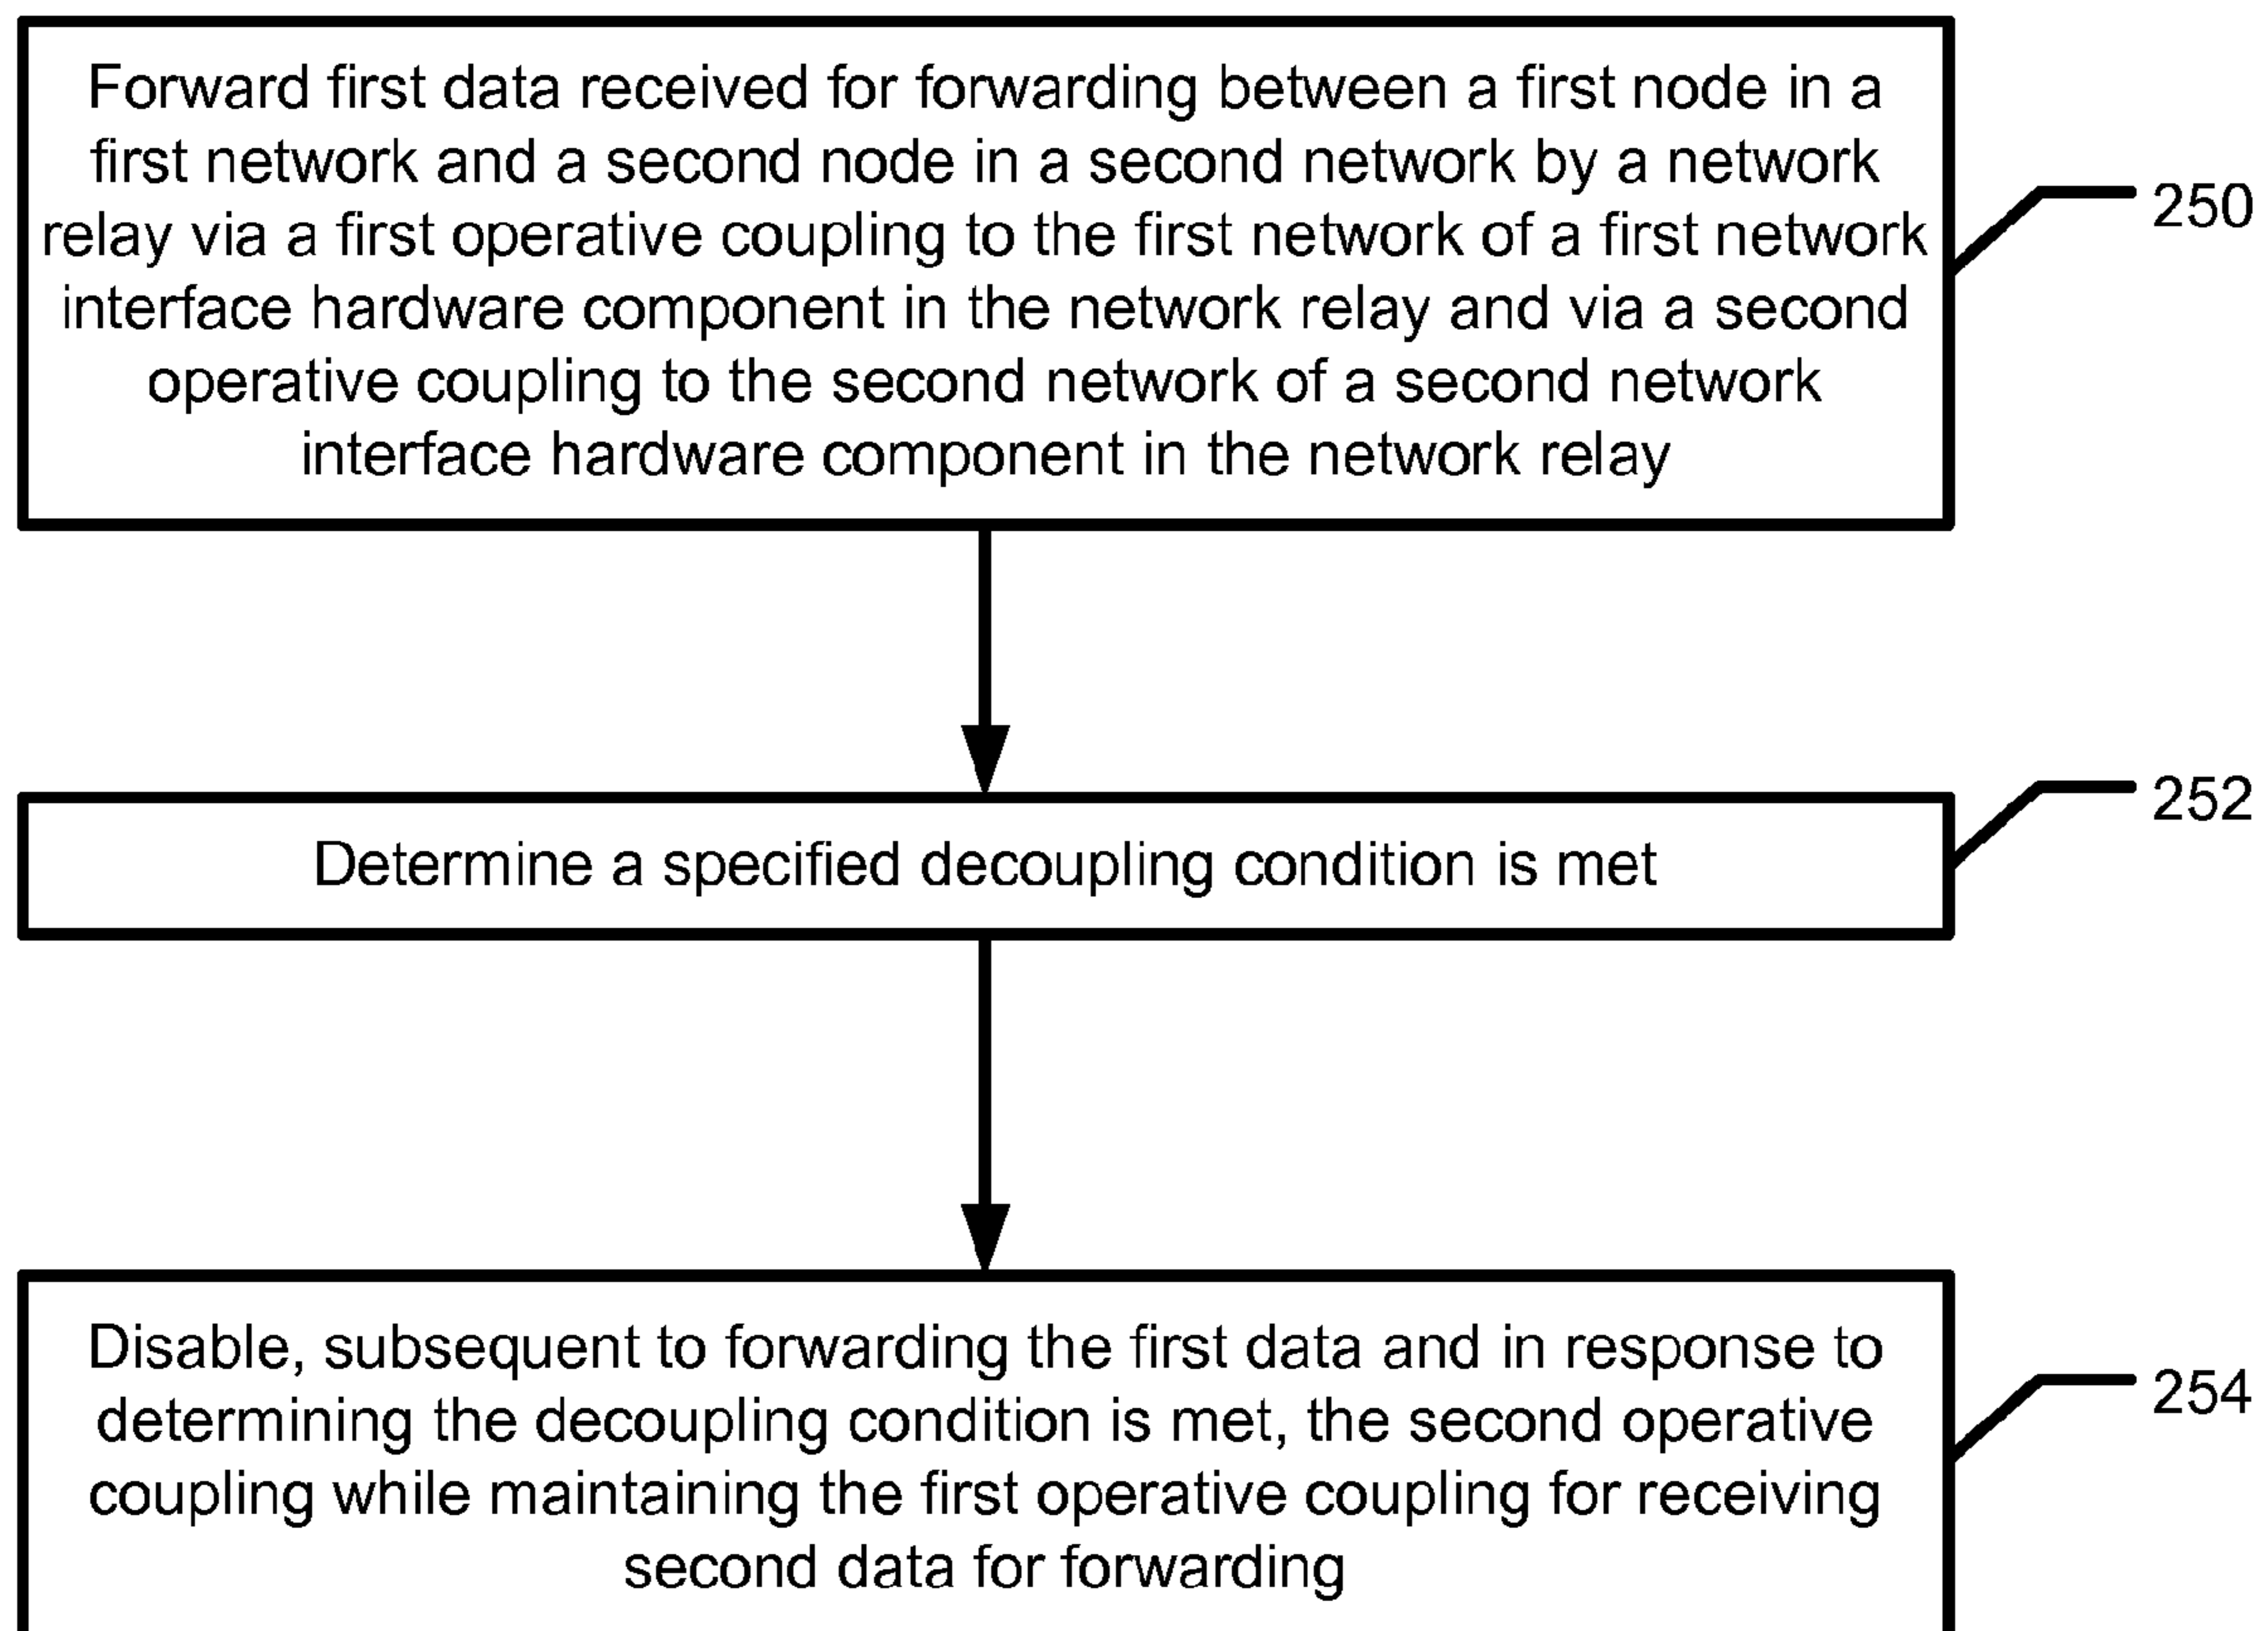 Forward first data received for forwarding between a first node in a
first network and a second node in a second network by a network
relay via a first operative coupling to the first network of a first network
interface hardware component in the network relay and via a second
operative coupling to the second network of a second network
interface hardware component in the network relay
250
Determine a specified decoupling condition is met
252
Disable, subsequent to forwarding the first data and in response to
determining the decoupling condition is met, the second operative
coupling while maintaining the first operative coupling for receiving
second data for forwarding
254